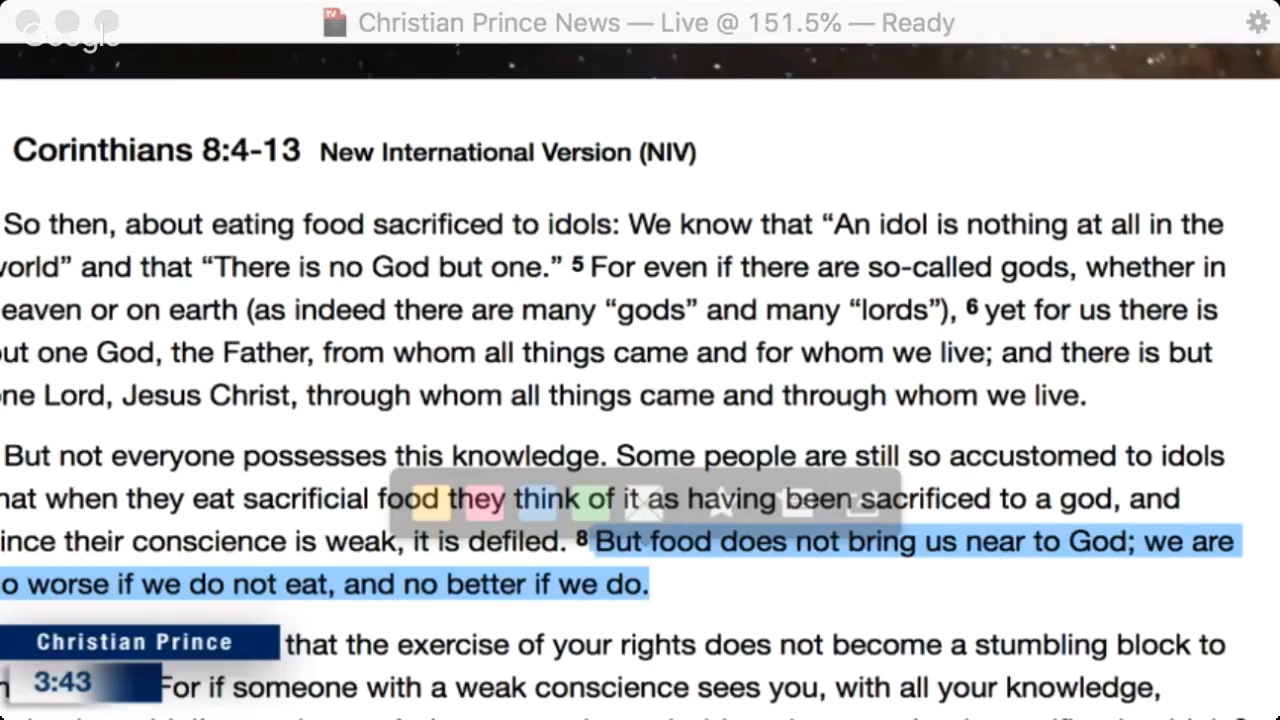 Christian Prince News — Live @ 151.5% — Ready
Google
Corinthians 8:4-13 New International Version (NIV)
So then, about eating food sacrificed to idols: We know that “An idol is nothing at all in the
world” and that “There is no God but one.” 5 For even if there are so-called gods, whether in
eaven or on earth (as indeed there are many “gods” and many “lords”), 6 yet for us there is
out one God, the Father, from whom all things came and for whom we live; and there is but
ne Lord, Jesus Christ, through whom all things came and through whom we live.
But not everyone possesses this knowledge. Some people are still so accustomed to idols
hat when they eat sacrificial food they think of it as having been sacrificed to a god, and
ince their conscience is weak, it is defiled. 8 But food does not bring us near to God; we are
o worse if we do not eat, and no better if we do.
Christian Prince
that the exercise of your rights does not become a stumbling block to
3:43
For if someone with a weak conscience sees you, with all your knowledge,